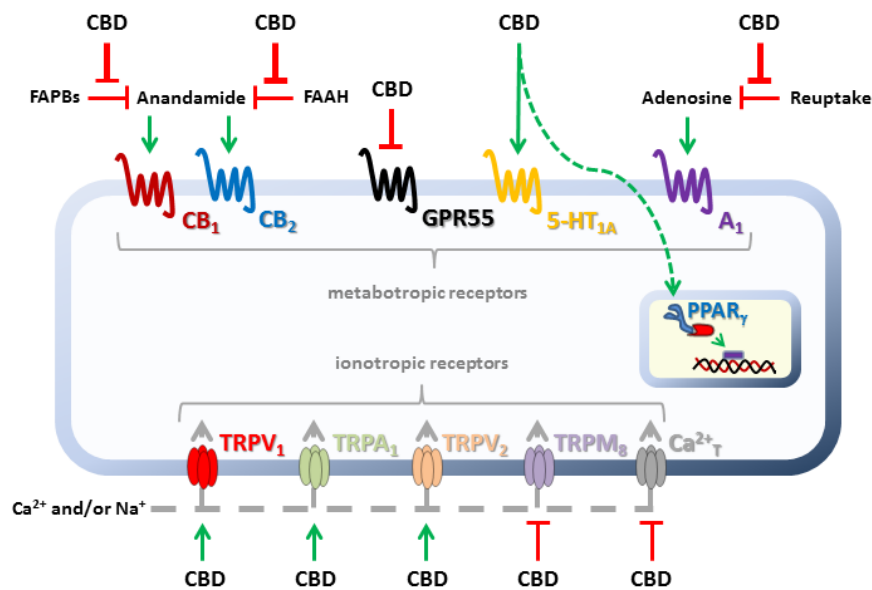 CBD CBD CBD CBD
FAPBs Anandamide FAAH CBD Adenosine Reuptake
CB₁ CB₂ GPR55 5-HT₁A A₁
metabotropic receptors
PPARγ
ionotropic receptors
TRPV₁ TRPA₁ TRPV₂ TRPM₈ Ca²⁺T
Ca²⁺ and/or Na⁺
CBD CBD CBD CBD CBD